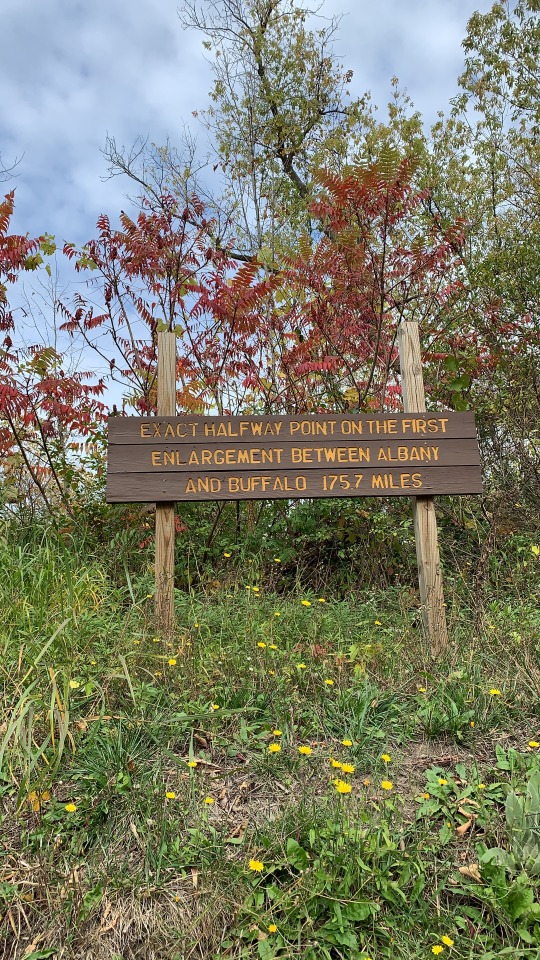 EXACT HALFWAY POINT ON THE FIRST
ENLARGEMENT BETWEEN ALBANY
AND BUFFALO 175.7 MILES